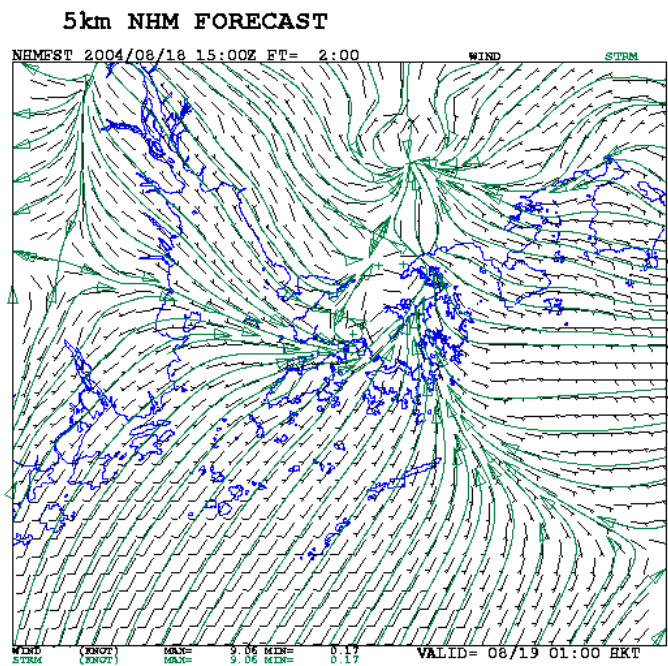 5km NHM FORECAST
NHMFST 2004/08/18 15:00Z FT= 2:00 WIND STRM
WIND (KNOT) MAX= 9.06 MIN= 0.17 VALID= 08/19 01:00 HKT
STRM (KNOT) MAX= 9.06 MIN= 0.17